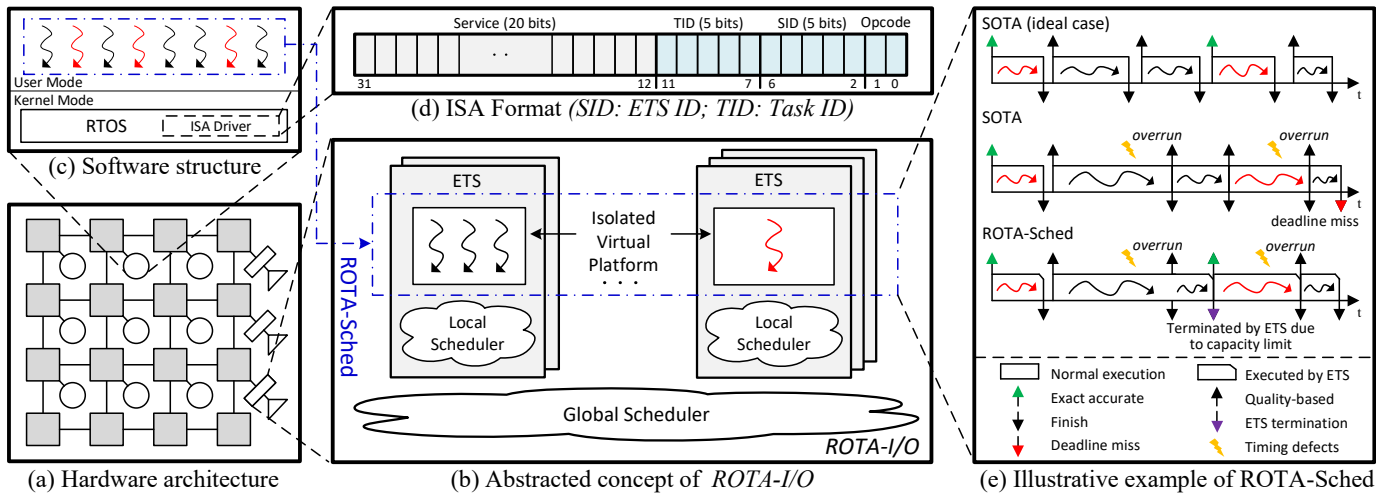 User Mode
Kernel Mode
RTOS
ISA Driver
(c) Software structure
(a) Hardware architecture
Service (20 bits)
TID (5 bits)
SID (5 bits)
Opcode
. .
31
12
11
7
6
2
1
0
(d) ISA Format (SID: ETS ID; TID: Task ID)
ETS
ETS
Isolated
Virtual
Platform
. . .
ROTA-Sched
Local
Scheduler
Local
Scheduler
Global Scheduler
ROTA-I/O
(b) Abstracted concept of ROTA-I/O
SOTA (ideal case)
t
SOTA
overrun
overrun
t
deadline miss
ROTA-Sched
overrun
overrun
t
Terminated by ETS due
to capacity limit
Normal execution
Executed by ETS
Exact accurate
Quality-based
Finish
ETS termination
Deadline miss
Timing defects
(e) Illustrative example of ROTA-Sched